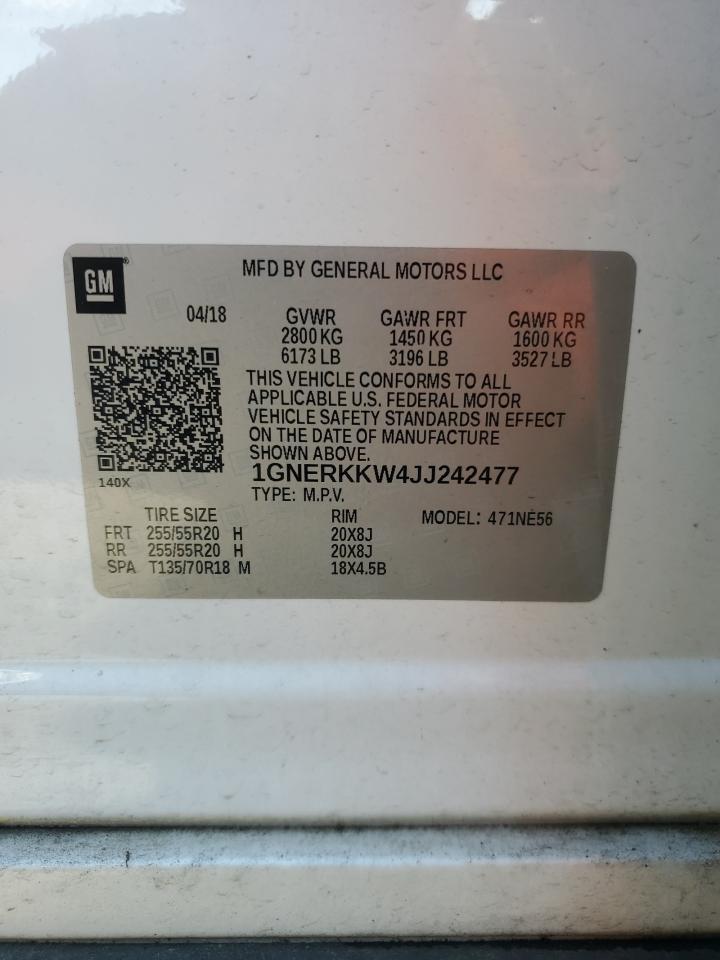 GM®
MFD BY GENERAL MOTORS LLC
04/18 GVWR GAWR FRT GAWR RR
2800 KG 1450 KG 1600 KG
6173 LB 3196 LB 3527 LB
THIS VEHICLE CONFORMS TO ALL
APPLICABLE U.S. FEDERAL MOTOR
VEHICLE SAFETY STANDARDS IN EFFECT
ON THE DATE OF MANUFACTURE
SHOWN ABOVE.
140X
1GNERKKW4JJ242477
TYPE: M.P.V.
TIRE SIZE RIM MODEL: 471NE56
FRT 255/55R20 H 20X8J
RR 255/55R20 H 20X8J
SPA T135/70R18 M 18X4.5B